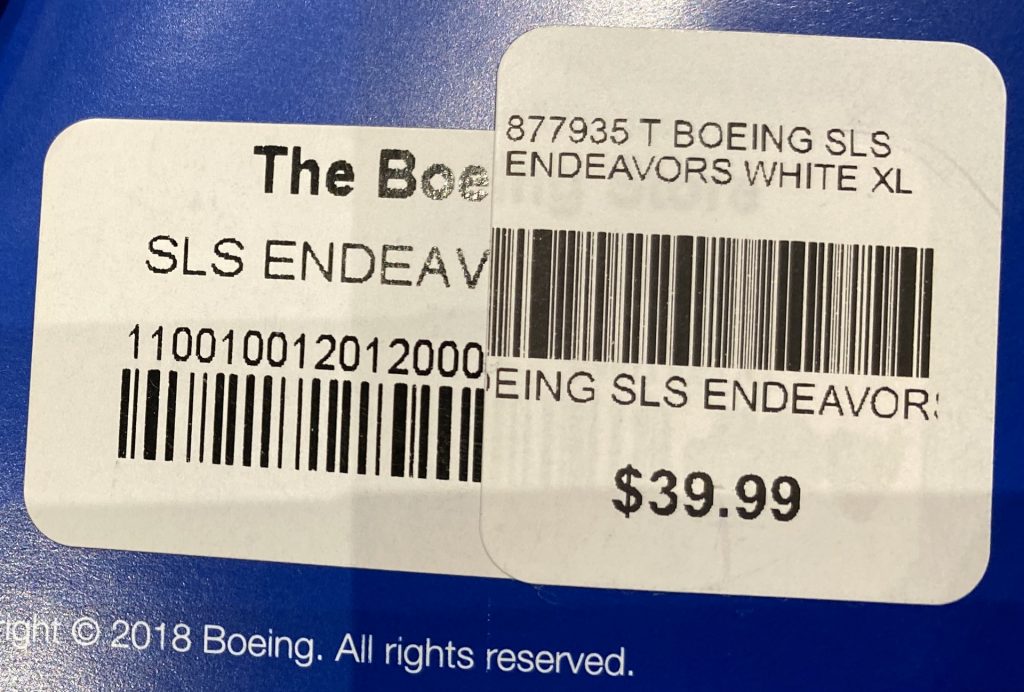 The Boe
SLS ENDEAV
110010012012000
877935 T BOEING SLS
ENDEAVORS WHITE XL
EING SLS ENDEAVOR
$39.99
ight © 2018 Boeing. All rights reserved.